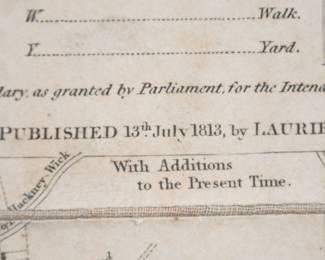 W............Walk.
Y............Yard.
dary, as granted by Parliament, for the Intend
PUBLISHED 13th July 1813, by LAURIE
With Additions
to the Present Time.
Hackney Wick